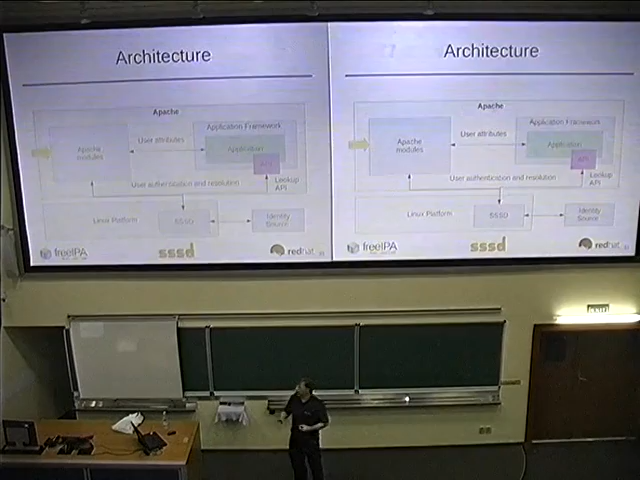 Architecture
Apache
Application Framework
User attributes
Apache
modules
Application
API
User authentication and resolution
Lookup
API
Linux Platform
SSSD
Identity
Source
freeIPA
sssd
redhat
Architecture
Apache
Application Framework
User attributes
Apache
modules
Application
API
User authentication and resolution
Lookup
API
Linux Platform
SSSD
Identity
Source
freeIPA
sssd
redhat
EXIT